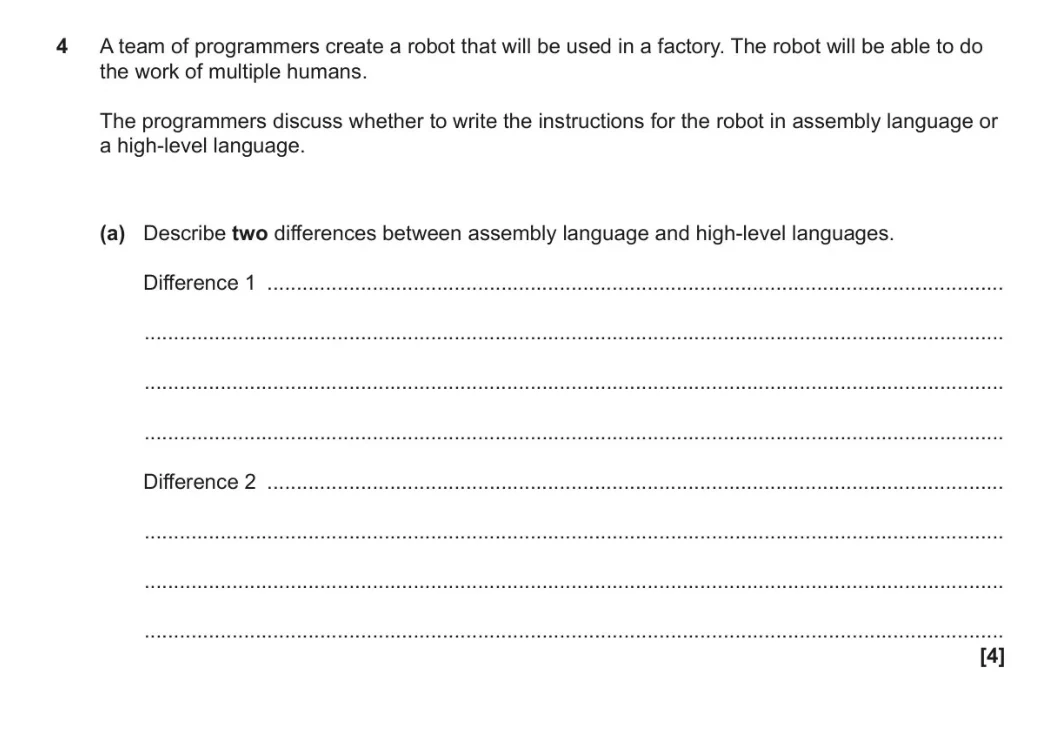 4 A team of programmers create a robot that will be used in a factory. The robot will be able to do
the work of multiple humans.
The programmers discuss whether to write the instructions for the robot in assembly language or
a high-level language.
(a) Describe two differences between assembly language and high-level languages.
Difference 1 ................................................................................
................................................................................
................................................................................
................................................................................
Difference 2 ................................................................................
................................................................................
................................................................................
................................................................................
[4]